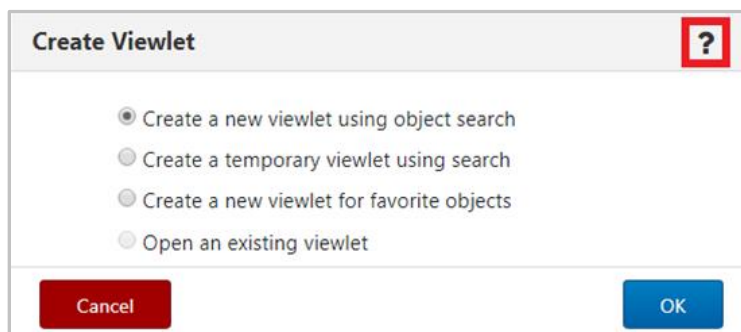 Create Viewlet
?
Create a new viewlet using object search
Create a temporary viewlet using search
Create a new viewlet for favorite objects
Open an existing viewlet
Cancel
OK